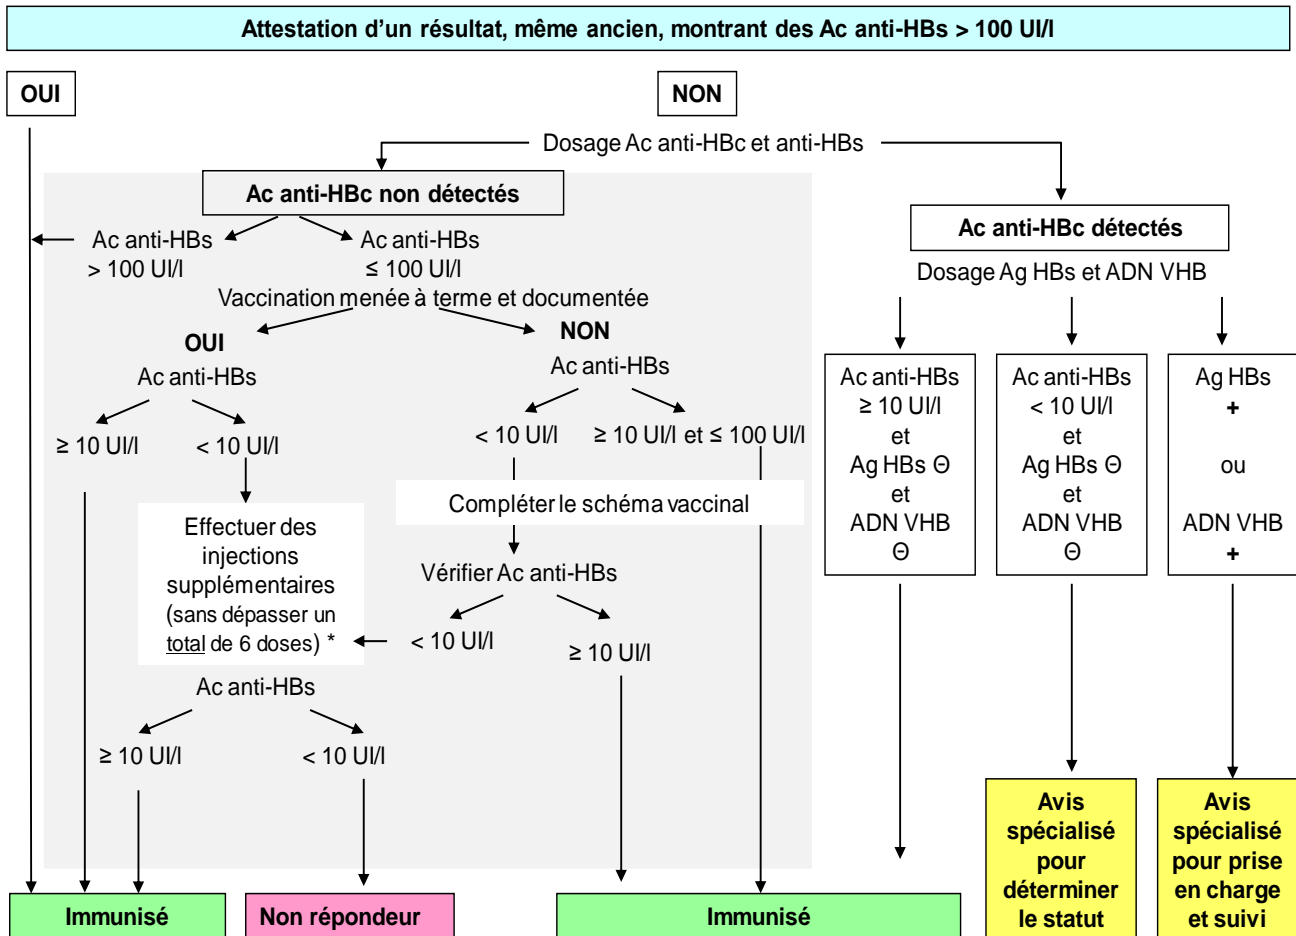 Attestation d’un résultat, même ancien, montrant des Ac anti-HBs > 100 UI/l
OUI
NON
Dosage Ac anti-HBc et anti-HBs
Ac anti-HBc non détectés
Ac anti-HBs
> 100 UI/l
Ac anti-HBs
≤ 100 UI/l
Vaccination menée à terme et documentée
OUI
Ac anti-HBs
≥ 10 UI/l
< 10 UI/l
NON
Ac anti-HBs
< 10 UI/l
≥ 10 UI/l et ≤ 100 UI/l
Effectuer des
injections
supplémentaires
(sans dépasser un
total de 6 doses) *
Compléter le schéma vaccinal
Vérifier Ac anti-HBs
< 10 UI/l
≥ 10 UI/l
Ac anti-HBs
≥ 10 UI/l
< 10 UI/l
Ac anti-HBc détectés
Dosage Ag HBs et ADN VHB
Ac anti-HBs
≥ 10 UI/l
et
Ag HBs Θ
et
ADN VHB
Θ
Ac anti-HBs
< 10 UI/l
et
Ag HBs Θ
et
ADN VHB
Θ
Ag HBs
+
ou
ADN VHB
+
Immunisé
Non répondeur
Immunisé
Avis
spécialisé
pour
déterminer
le statut
Avis
spécialisé
pour prise
en charge
et suivi